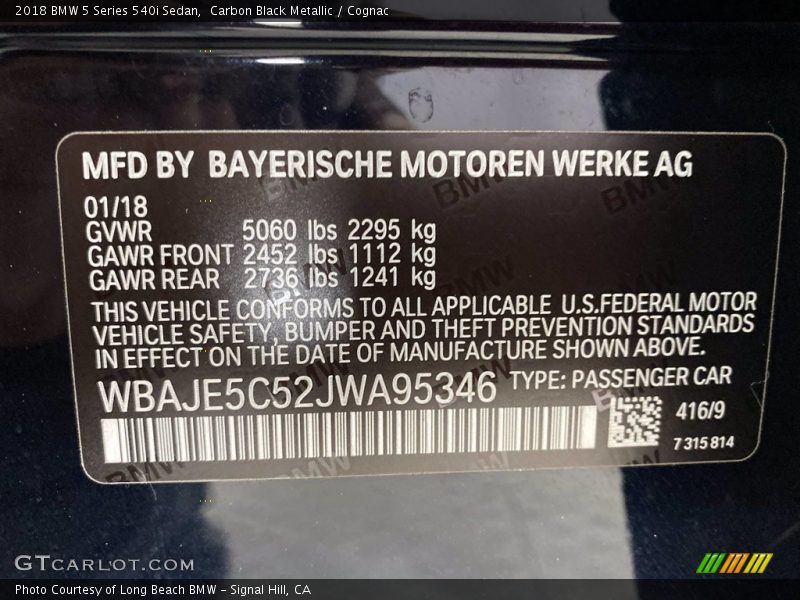 2018 BMW 5 Series 540i Sedan,  Carbon Black Metallic / Cognac
MFD BY BAYERISCHE MOTOREN WERKE AG
01/18
GVWR 5060 lbs 2295 kg
GAWR FRONT 2452 lbs 1112 kg
GAWR REAR 2736 lbs 1241 kg
THIS VEHICLE CONFORMS TO ALL APPLICABLE U.S.FEDERAL MOTOR
VEHICLE SAFETY, BUMPER AND THEFT PREVENTION STANDARDS
IN EFFECT ON THE DATE OF MANUFACTURE SHOWN ABOVE.
WBAJE5C52JWA95346 TYPE: PASSENGER CAR
416/9
7 315 814
GTCARLOT.COM
Photo Courtesy of Long Beach BMW - Signal Hill, CA